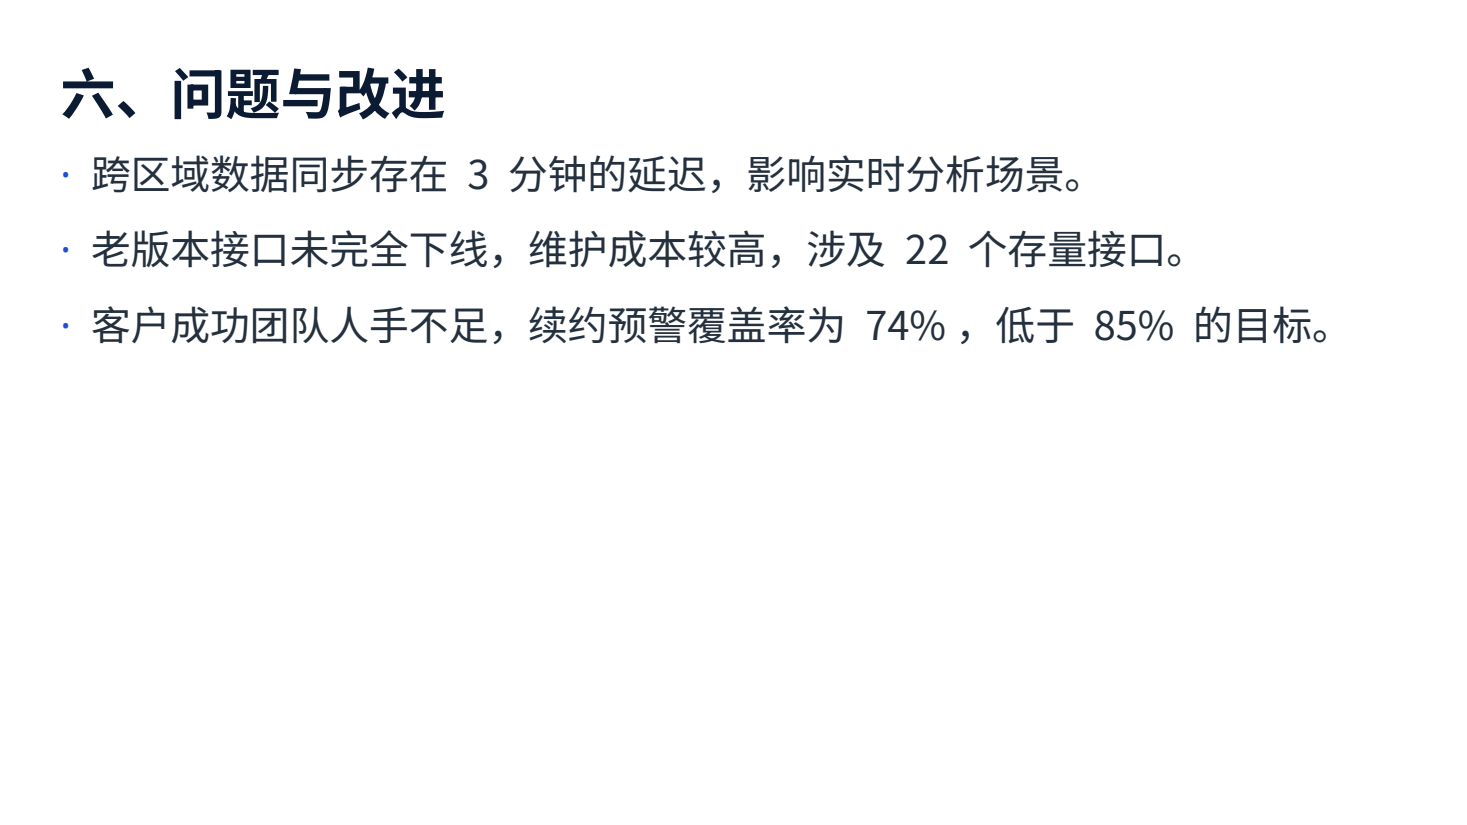 六、问题与改进
· 跨区域数据同步存在 3 分钟的延迟，影响实时分析场景。
· 老版本接口未完全下线，维护成本较高，涉及 22 个存量接口。
· 客户成功团队人手不足，续约预警覆盖率为 74% ，低于 85% 的目标。